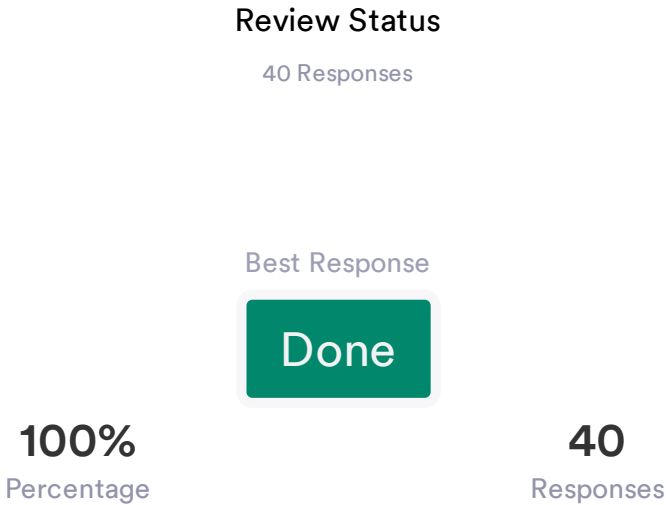 Review Status
40 Responses
Best Response
Done
100%
40
Percentage
Responses